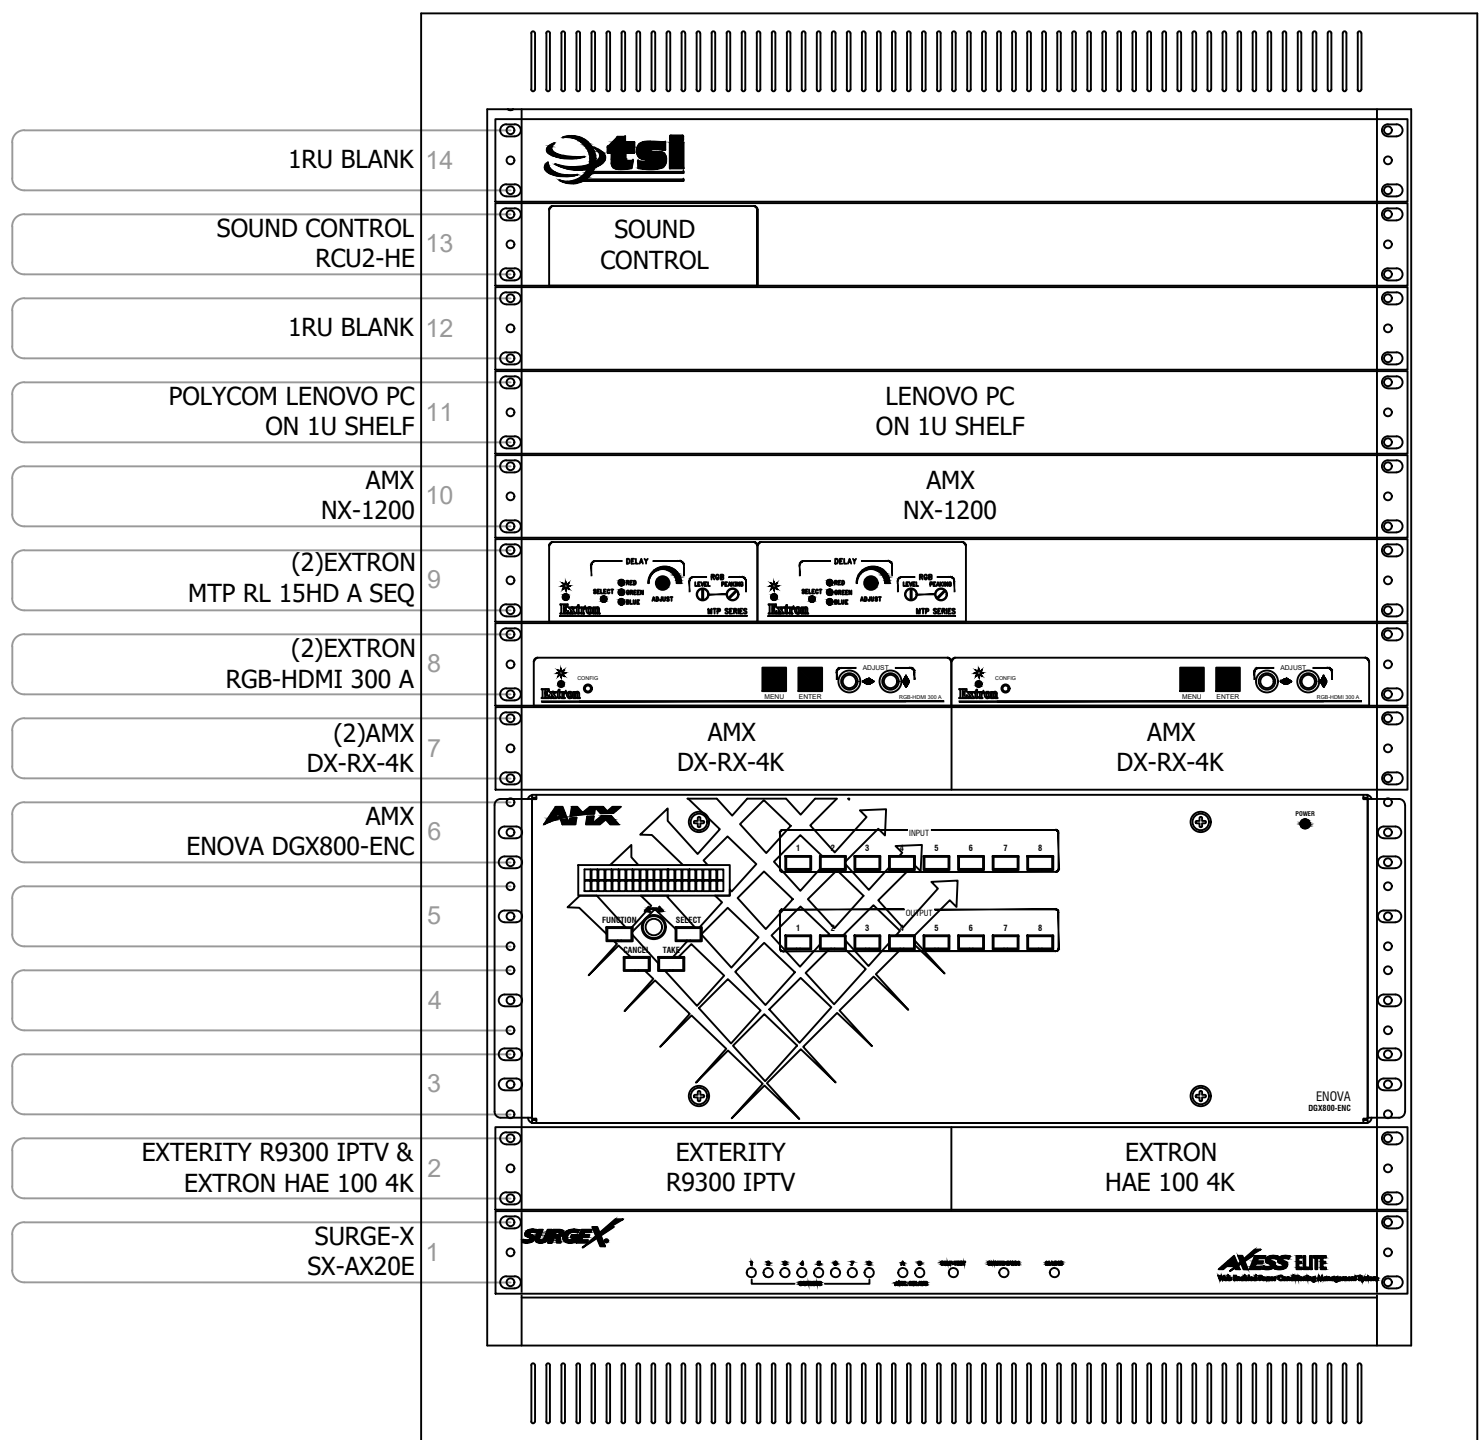 1RU BLANK 14
tsi
SOUND CONTROL
RCU2-HE
13
SOUND
CONTROL
1RU BLANK 12
POLYCOM LENOVO PC
ON 1U SHELF
11
LENOVO PC
ON 1U SHELF
AMX
NX-1200
10
AMX
NX-1200
(2)EXTRON
MTP RL 15HD A SEQ
9
DELAY
RED
SELECT GREEN
BLUE
ADJUST
RGB
LEVEL PEAKING
Extron
MTP SERIES
DELAY
RED
SELECT GREEN
BLUE
ADJUST
RGB
LEVEL PEAKING
Extron
MTP SERIES
(2)EXTRON
RGB-HDMI 300 A
8
CONFIG
Extron
MENU ENTER
ADJUST
RGB-HDMI 300 A
CONFIG
Extron
MENU ENTER
ADJUST
RGB-HDMI 300 A
(2)AMX
DX-RX-4K
7
AMX
DX-RX-4K
AMX
DX-RX-4K
AMX
ENOVA DGX800-ENC
6
5
4
3
AMX
INPUT
1 2 3 4 5 6 7 8
POWER
FUNCTION SELECT
CANCEL TAKE
OUTPUT
1 2 3 4 5 6 7 8
ENOVA
DGX800-ENC
EXTERITY R9300 IPTV &
EXTRON HAE 100 4K
2
EXTERITY
R9300 IPTV
EXTRON
HAE 100 4K
SURGE-X
SX-AX20E
1
SURGEX
AXESS ELITE